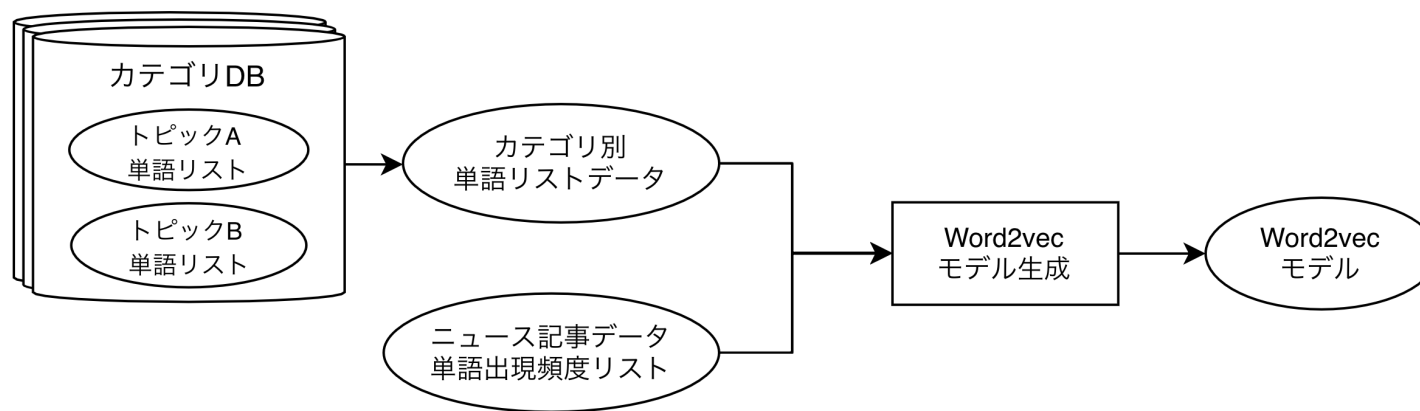 カテゴリDB
トピックA
単語リスト
トピックB
単語リスト
カテゴリ別
単語リストデータ
ニュース記事データ
単語出現頻度リスト
Word2vec
モデル生成
Word2vec
モデル